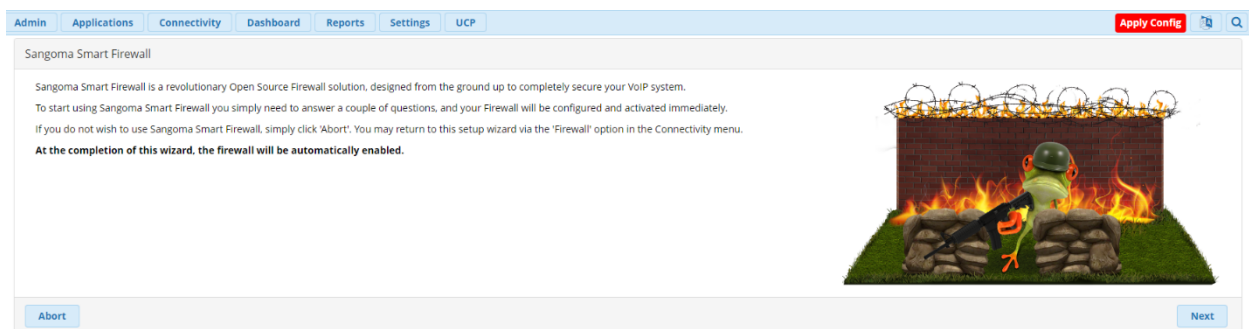 Admin Applications Connectivity Dashboard Reports Settings UCP Apply Config
Sangoma Smart Firewall
Sangoma Smart Firewall is a revolutionary Open Source Firewall solution, designed from the ground up to completely secure your VoIP system.
To start using Sangoma Smart Firewall you simply need to answer a couple of questions, and your Firewall will be configured and activated immediately.
If you do not wish to use Sangoma Smart Firewall, simply click 'Abort'. You may return to this setup wizard via the 'Firewall' option in the Connectivity menu.
At the completion of this wizard, the firewall will be automatically enabled.
Abort Next